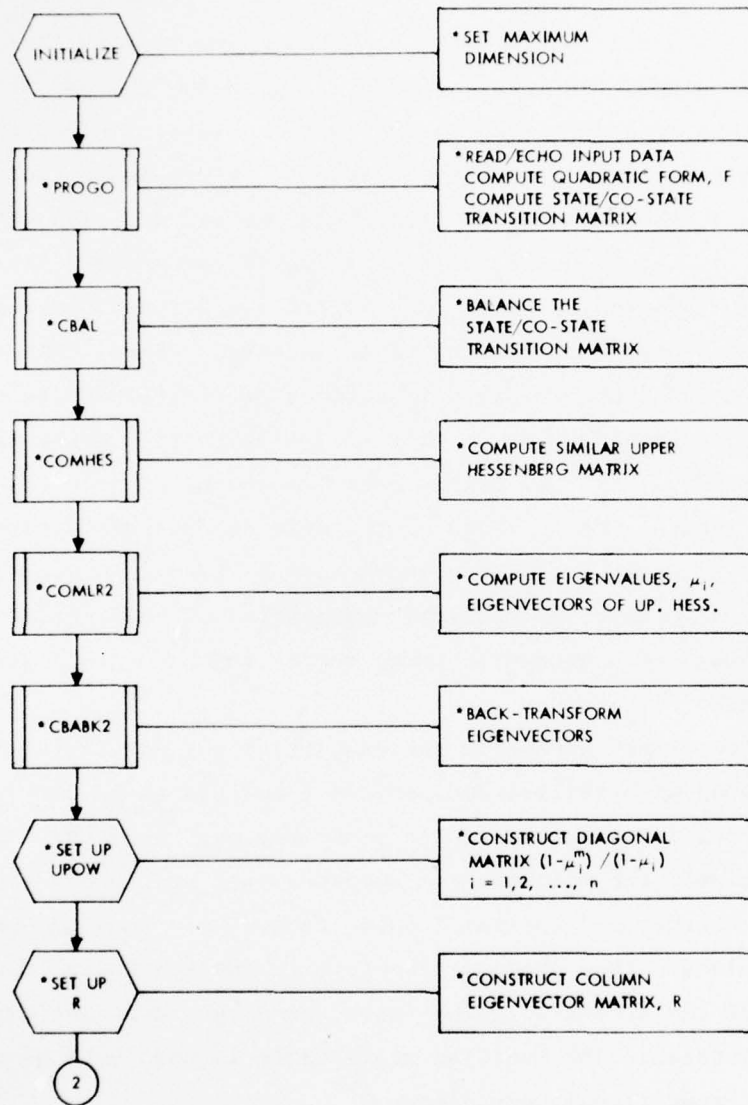 INITIALIZE
* SET MAXIMUM
DIMENSION
* PROGO
* READ/ECHO INPUT DATA
COMPUTE QUADRATIC FORM, F
COMPUTE STATE/CO-STATE
TRANSITION MATRIX
* CBAL
* BALANCE THE
STATE/CO-STATE
TRANSITION MATRIX
* COMHES
* COMPUTE SIMILAR UPPER
HESSENBERG MATRIX
* COMLR2
* COMPUTE EIGENVALUES, μᵢ,
EIGENVECTORS OF UP. HESS.
* CBABK2
* BACK-TRANSFORM
EIGENVECTORS
* SET UP
UPOW
* CONSTRUCT DIAGONAL
MATRIX (1-μᵢᵐ) /(1-μᵢ)
i = 1,2, ..., n
* SET UP
R
* CONSTRUCT COLUMN
EIGENVECTOR MATRIX, R
2